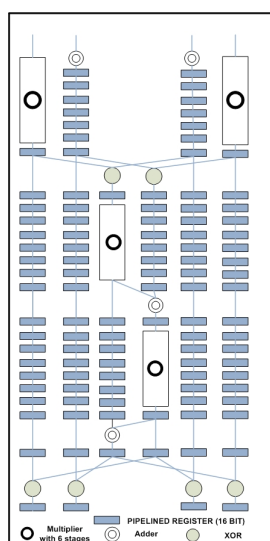 PIPELINED REGISTER (16 BIT)
Multiplier
with 6 stages
Adder
XOR